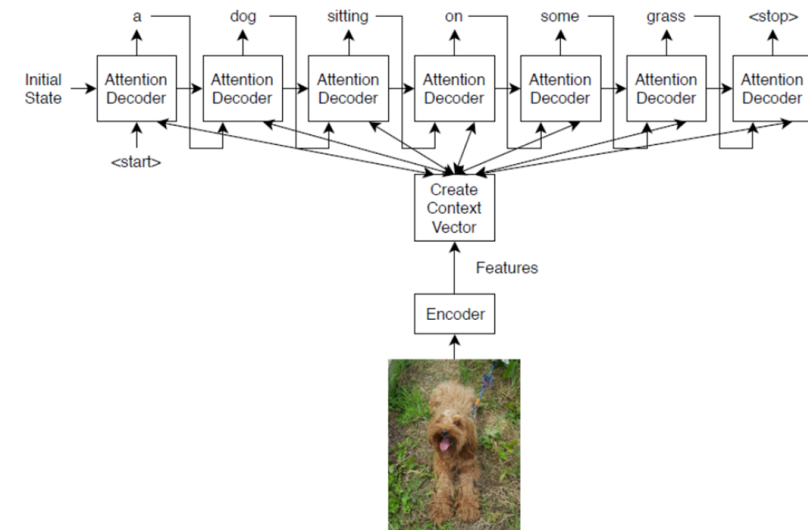 a dog sitting on some grass <stop>
Initial State
Attention Decoder
Attention Decoder
Attention Decoder
Attention Decoder
Attention Decoder
Attention Decoder
Attention Decoder
<start>
Create
Context
Vector
Features
Encoder